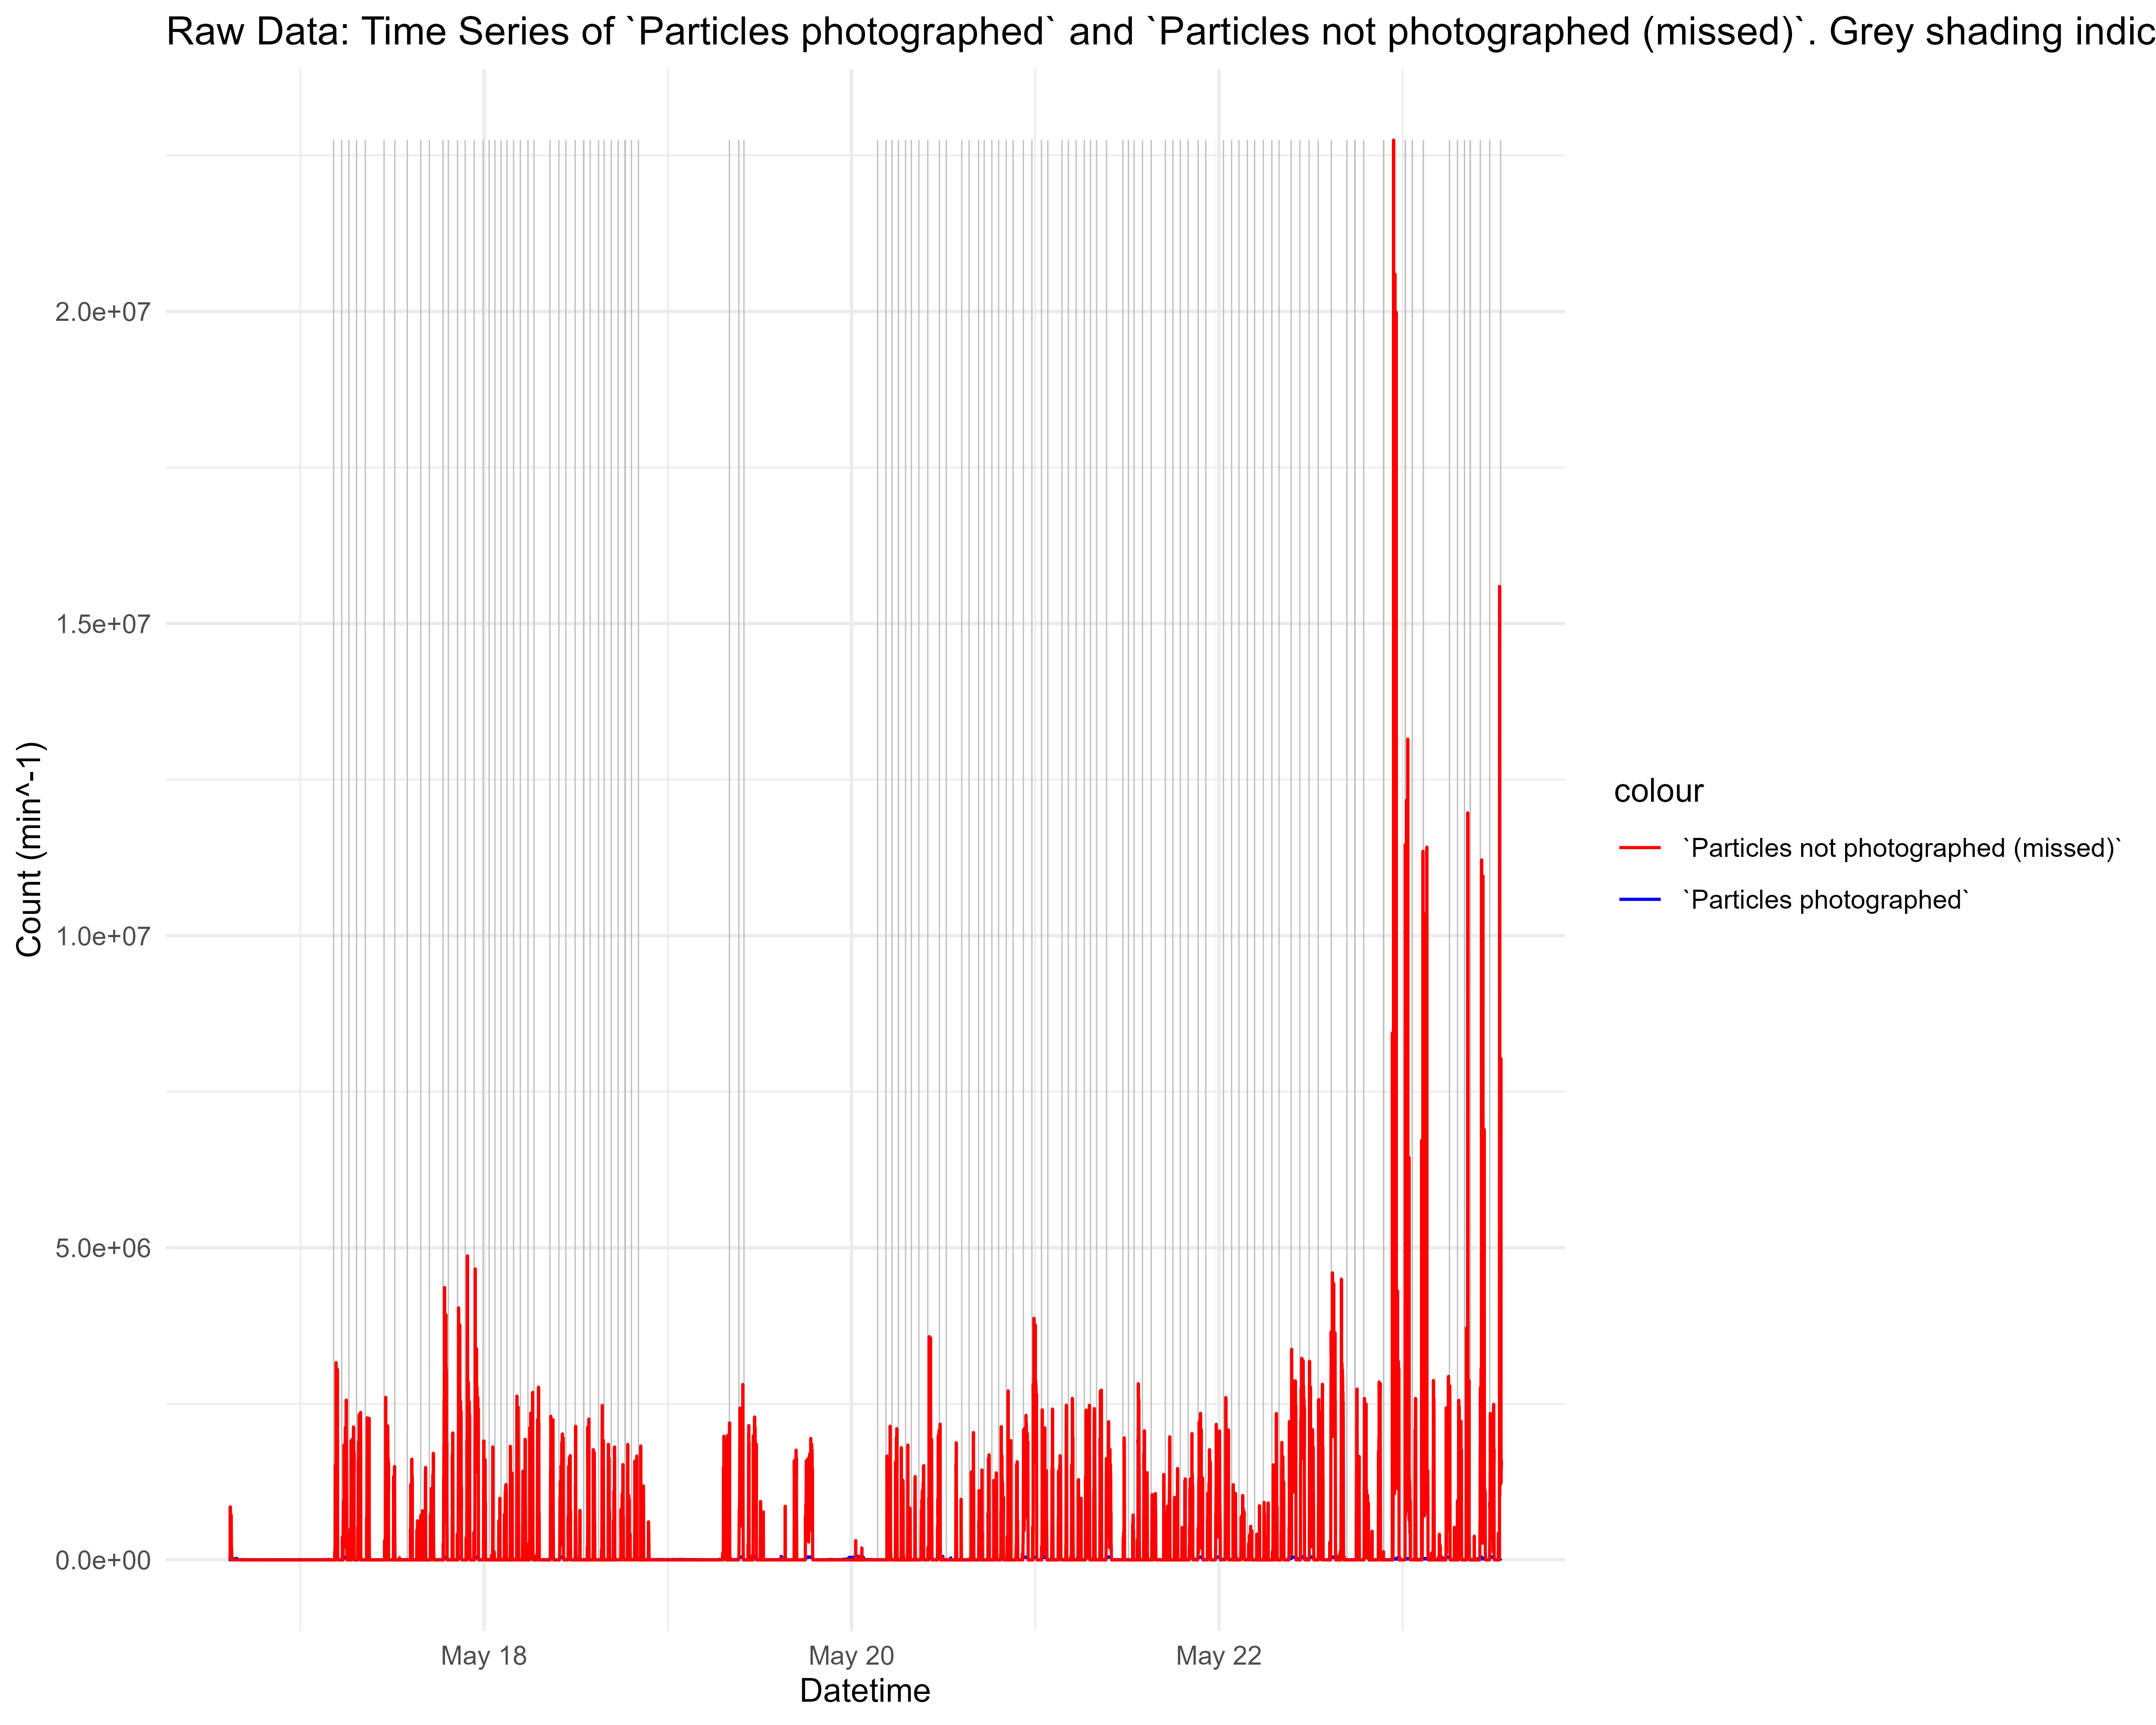 Raw Data: Time Series of `Particles photographed` and `Particles not photographed (missed)`. Grey shading indic
2.0e+07
1.5e+07
1.0e+07
5.0e+06
0.0e+00
Count (min^-1)
May 18
May 20
May 22
Datetime
colour
`Particles not photographed (missed)`
`Particles photographed`